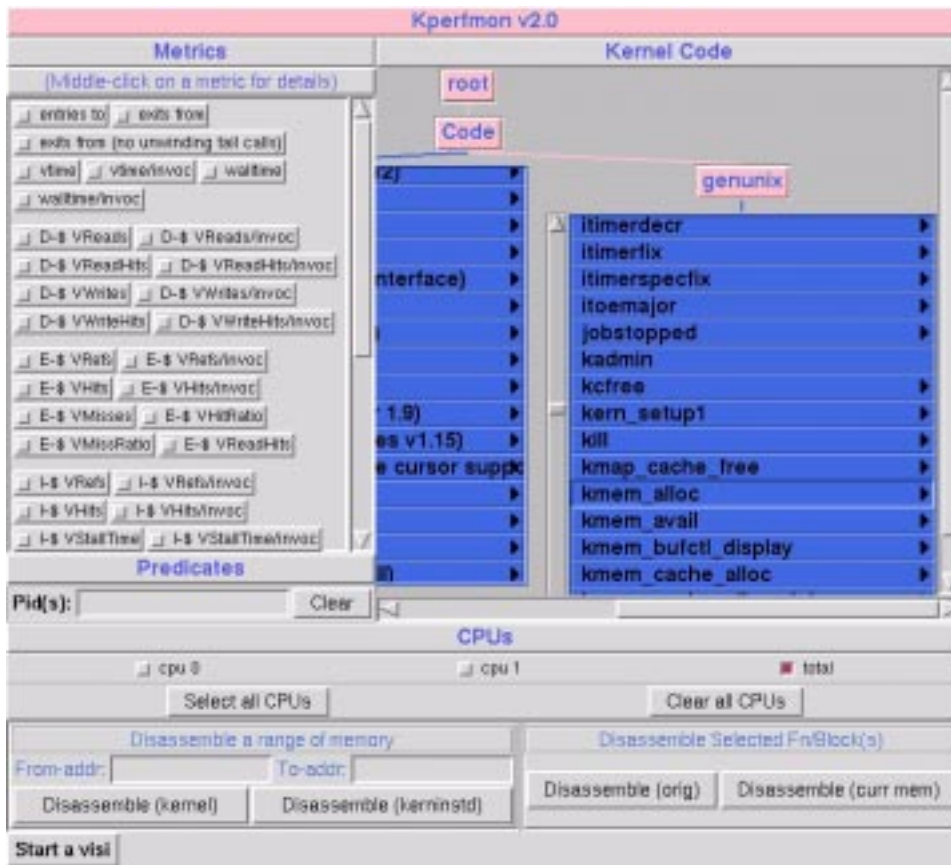 Kperfmon v2.0
Metrics
(Middle-click on a metric for details)
entries to exits from
exits from (no unwinding tail calls)
vtime vtime/invoc walltime
walltime/invoc
D-$ VReads D-$ VReads/invoc
D-$ VReadHits D-$ VReadHits/invoc
D-$ VWrites D-$ VWrites/invoc
D-$ VWriteHits D-$ VWriteHits/invoc
E-$ VRefs E-$ VRefs/invoc
E-$ VHits E-$ VHits/invoc
E-$ VMisses E-$ VHitRatio
E-$ VMissRatio E-$ VReadHits
I-$ VRefs I-$ VRefs/invoc
I-$ VHits I-$ VHits/invoc
I-$ VStallTime I-$ VStallTime/invoc
Predicates
Pid(s): Clear
Kernel Code
root
Code
genunix
nterface)
r 1.9)
es v1.15)
e cursor suppo
itimerdecr
itimerfix
itimerspecfix
itoemajor
jobstopped
kadmin
kcfree
kern_setup1
kill
kmap_cache_free
kmem_alloc
kmem_avail
kmem_bufctl_display
kmem_cache_alloc
CPUs
cpu 0 cpu 1 total
Select all CPUs Clear all CPUs
Disassemble a range of memory
From-addr: To-addr:
Disassemble (kernel) Disassemble (kerninstd)
Disassemble Selected Fn/Block(s)
Disassemble (orig) Disassemble (curr mem)
Start a visi